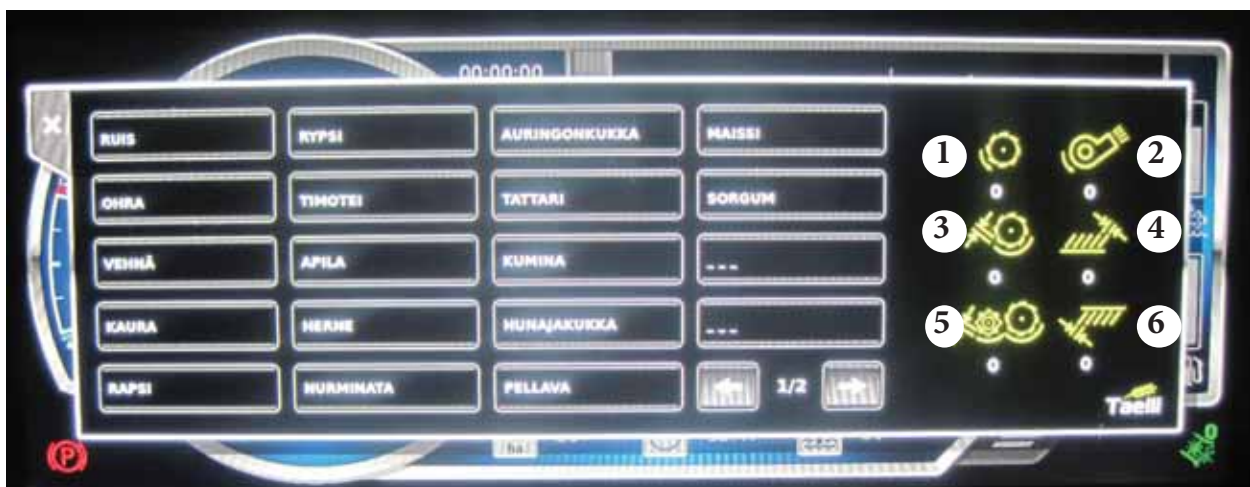 00:00:00
RUIS
RYPSI
AURINGONKUKKA
MAISSI
OHRA
TIMOTEI
TATTARI
SORGUM
VEHNÄ
APILA
KUMINA
---
KAURA
HERNE
HUNAJAKUKKA
---
RAPSI
NURMINATA
PELLAVA
1/2
1
0
2
0
3
0
4
0
5
0
6
0
Taelli
P
ha